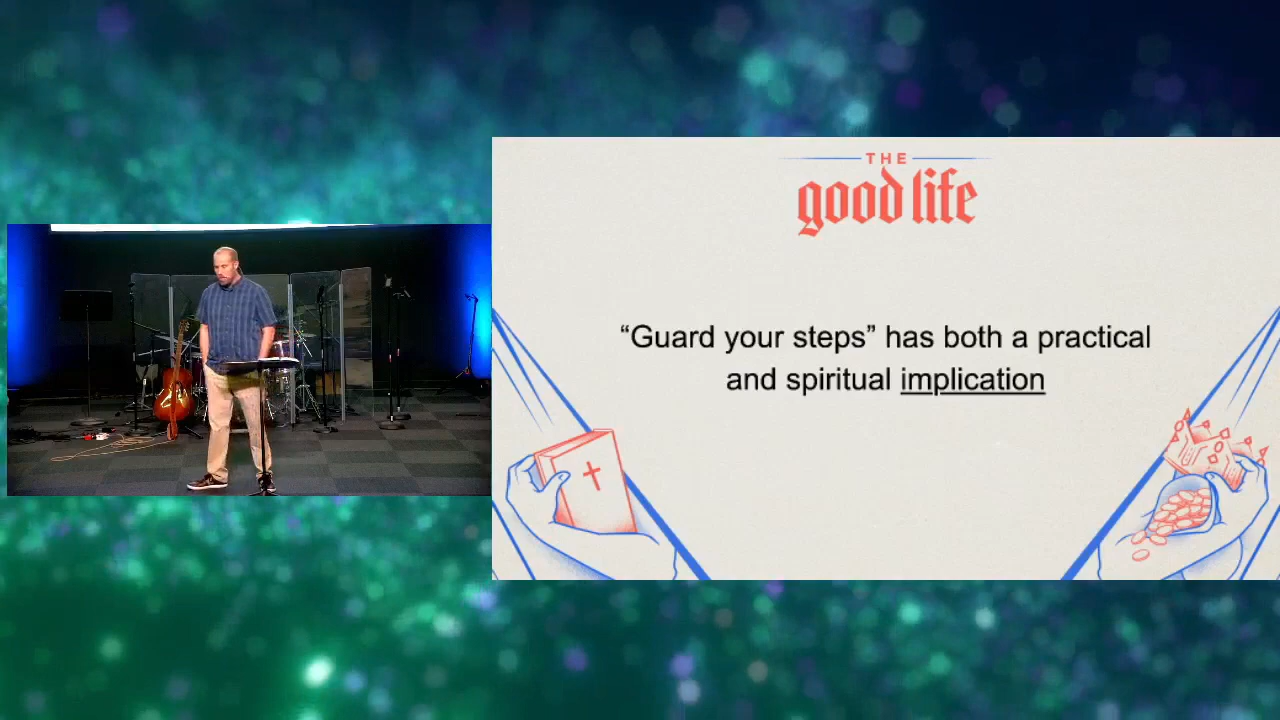 THE
good life
“Guard your steps” has both a practical
and spiritual implication